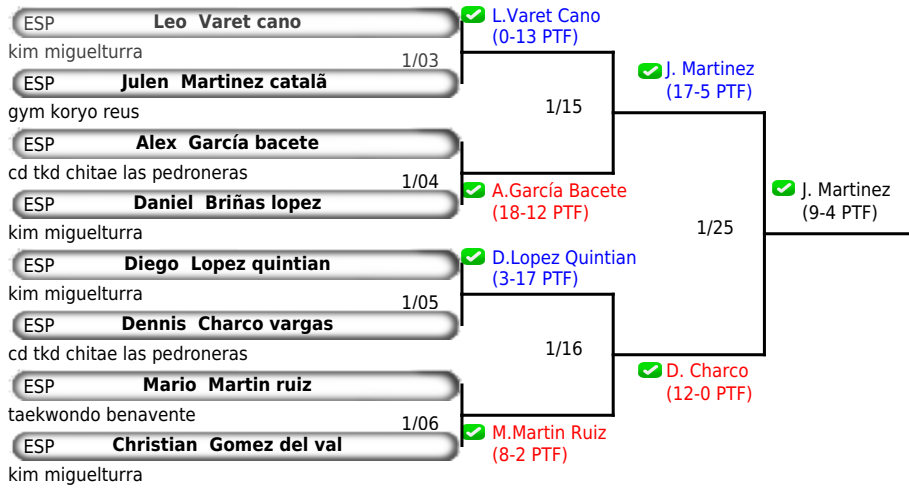 ESP Leo Varet cano
kim miguelturra
1/03
ESP Julen Martinez catalã
gym koryo reus
ESP Alex García bacete
cd tkd chitae las pedroneras
1/04
ESP Daniel Briñas lopez
kim miguelturra
ESP Diego Lopez quintian
kim miguelturra
1/05
ESP Dennis Charco vargas
cd tkd chitae las pedroneras
ESP Mario Martin ruiz
taekwondo benavente
1/06
ESP Christian Gomez del val
kim miguelturra
L.Varet Cano
(0-13 PTF)
1/15
A.García Bacete
(18-12 PTF)
D.Lopez Quintian
(3-17 PTF)
1/16
M.Martin Ruiz
(8-2 PTF)
J. Martinez
(17-5 PTF)
1/25
D. Charco
(12-0 PTF)
J. Martinez
(9-4 PTF)